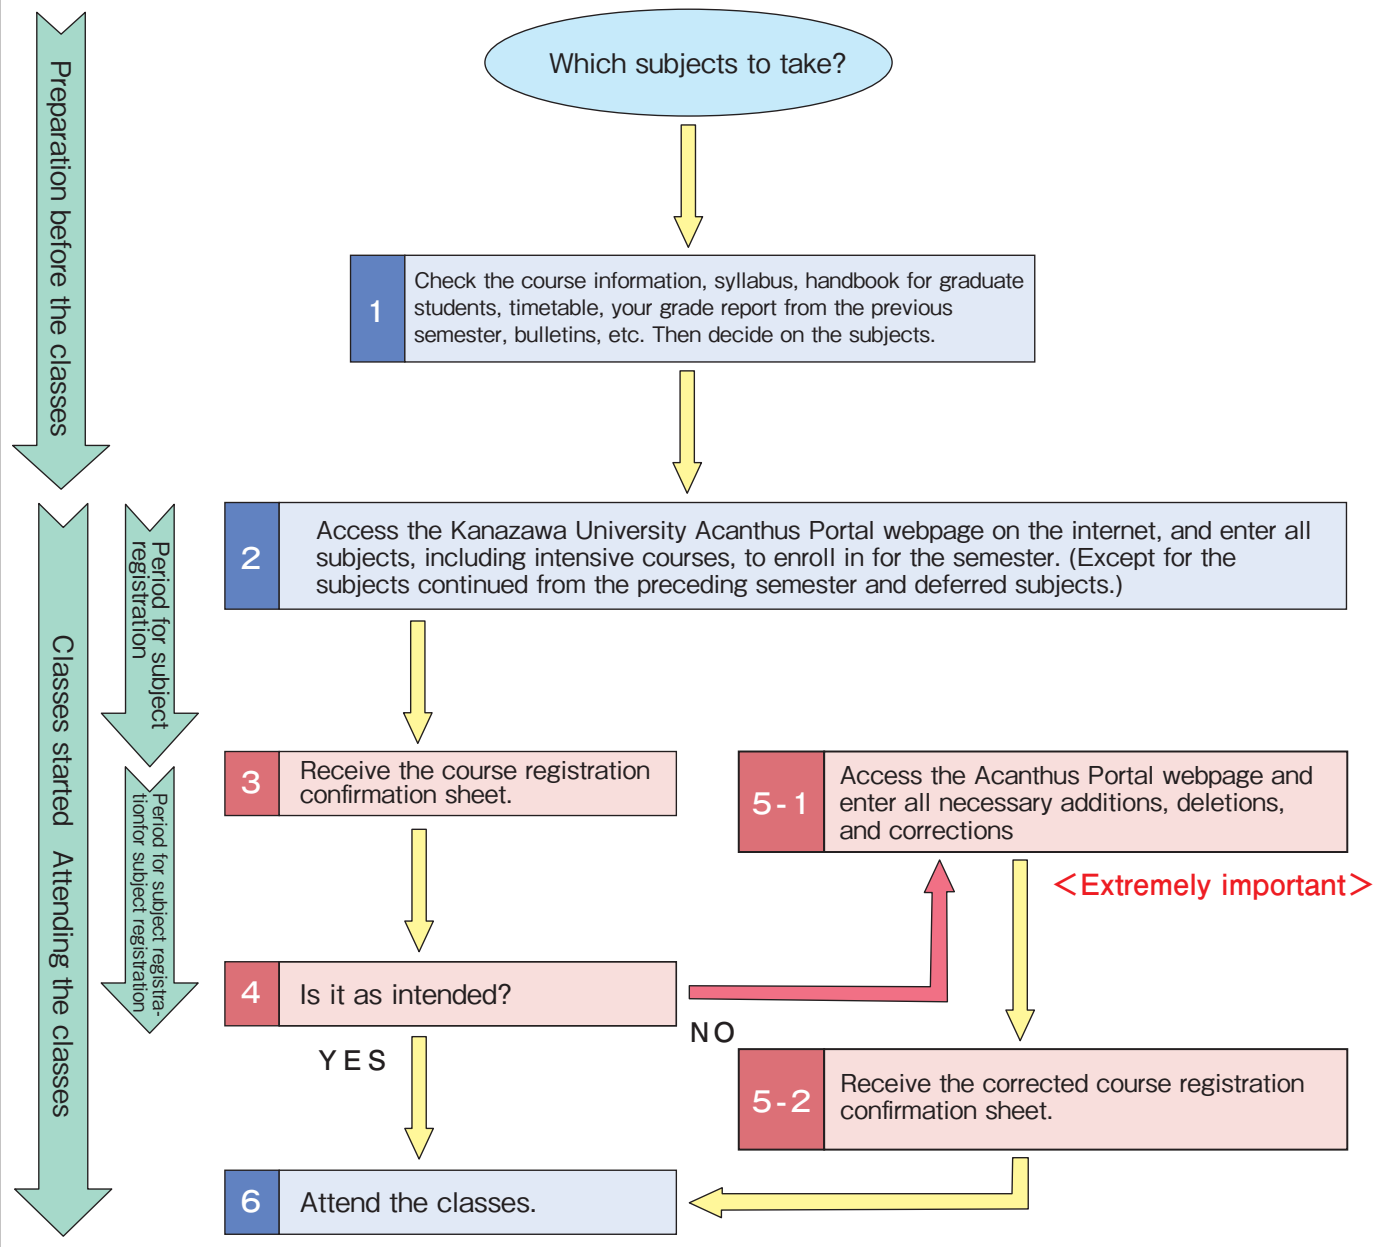 Which subjects to take?
Preparation before the classes
1
Check the course information, syllabus, handbook for graduate
students, timetable, your grade report from the previous
semester, bulletins, etc. Then decide on the subjects.
Classes started Attending the classes
Period for subject
registration
2
Access the Kanazawa University Acanthus Portal webpage on the internet, and enter all
subjects, including intensive courses, to enroll in for the semester. (Except for the
subjects continued from the preceding semester and deferred subjects.)
Period for subject registra-
tionfor subject registration
3
Receive the course registration
confirmation sheet.
4
Is it as intended?
YES
NO
5-1
Access the Acanthus Portal webpage and
enter all necessary additions, deletions,
and corrections
<Extremely important>
5-2
Receive the corrected course registration
confirmation sheet.
6
Attend the classes.